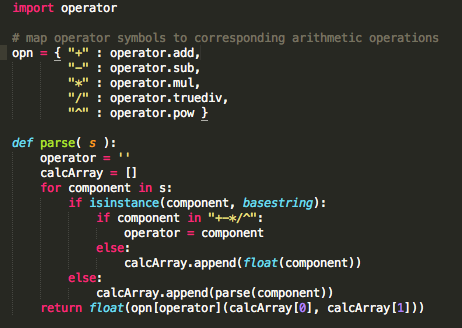 import operator
# map operator symbols to corresponding arithmetic operations
opn = { "+" : operator.add,
        "-" : operator.sub,
        "*" : operator.mul,
        "/" : operator.truediv,
        "^" : operator.pow }
def parse( s ):
    operator = ''
    calcArray = []
    for component in s:
        if isinstance(component, basestring):
            if component in "+-*/^":
                operator = component
            else:
                calcArray.append(float(component))
        else:
            calcArray.append(parse(component))
    return float(opn[operator](calcArray[0], calcArray[1]))